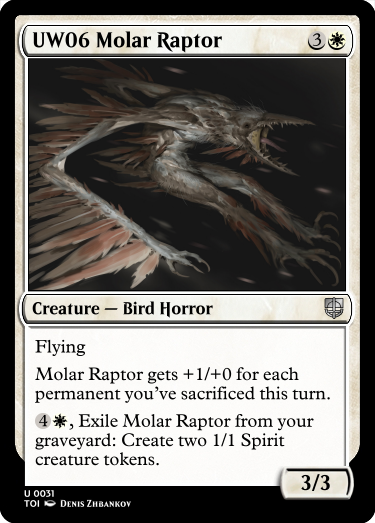 UW06 Molar Raptor 3
Creature — Bird Horror
Flying
Molar Raptor gets +1/+0 for each
permanent you've sacrificed this turn.
4, Exile Molar Raptor from your
graveyard: Create two 1/1 Spirit
creature tokens.
3/3
U 0031
TOI Denis Zhbankov